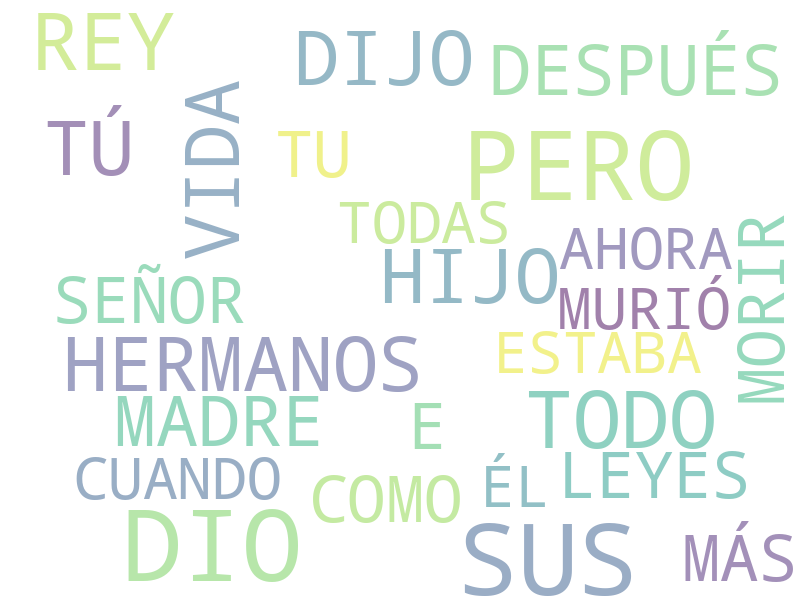 REY
DIJO
DESPUÉS
TÚ
VIDA
TU
PERO
TODAS
AHORA
MORIR
SEÑOR
HIJO
MURIÓ
HERMANOS
ESTABA
MADRE
E
TODO
CUANDO
COMO
ÉL
LEYES
DIO
SUS
MÁS